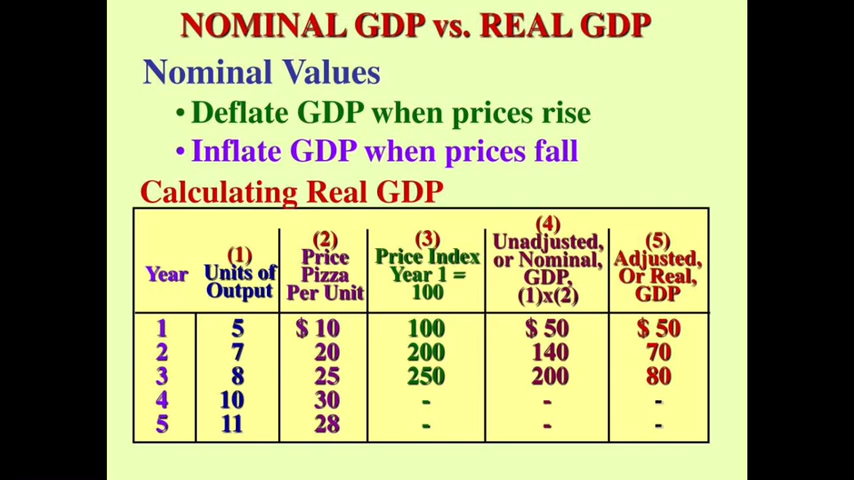 NOMINAL GDP vs. REAL GDP
Nominal Values
• Deflate GDP when prices rise
• Inflate GDP when prices fall
Calculating Real GDP
Year
(1)
Units of
Output
(2)
Price
Pizza
Per Unit
(3)
Price Index
Year 1 =
100
(4)
Unadjusted,
or Nominal,
GDP,
(1)x(2)
(5)
Adjusted,
Or Real,
GDP
1 5 $ 10 100 $ 50 $ 50
2 7 20 200 140 70
3 8 25 250 200 80
4 10 30 - - -
5 11 28 - - -